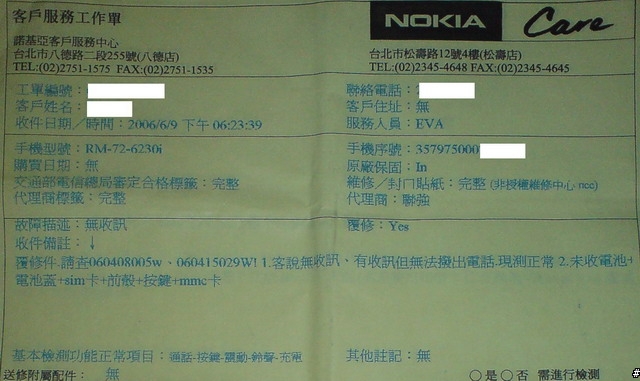 客戶服務工作單
NOKIA Care
諾基亞客戶服務中心
台北市八德路二段255號(八德店)
TEL:(02)2751-1575 FAX:(02)2751-1535
台北市松壽路12號4樓(松壽店)
TEL:(02)2345-4648 FAX:(02)2345-4645
工單編號:
聯絡電話:
客戶姓名:
客戶住址: 無
收件日期/時間: 2006/6/9 下午 06:23:39
服務人員: EVA
手機型號: RM-72-6230i
手機序號: 357975000
購買日期: 無
原廠保固: In
交通部電信總局審定合格標籤: 完整
維修/封口貼紙: 完整 (非授權維修中心 ncc)
代理商標籤: 完整
代理商: 聯強
故障描述: 無收訊
覆修: Yes
收件備註: ↓
覆修件.請查060408005w、060415029W! 1.客說無收訊、有收訊但無法撥出電話.現測正常 2.未收電池+
電池蓋+sim卡+前殼+按鍵+mmc卡
基本檢測功能正常項目: 通話-按鍵-震動-鈴聲-充電
其他註記: 無
送修附屬配件: 無
○是○否 需進行檢測
#